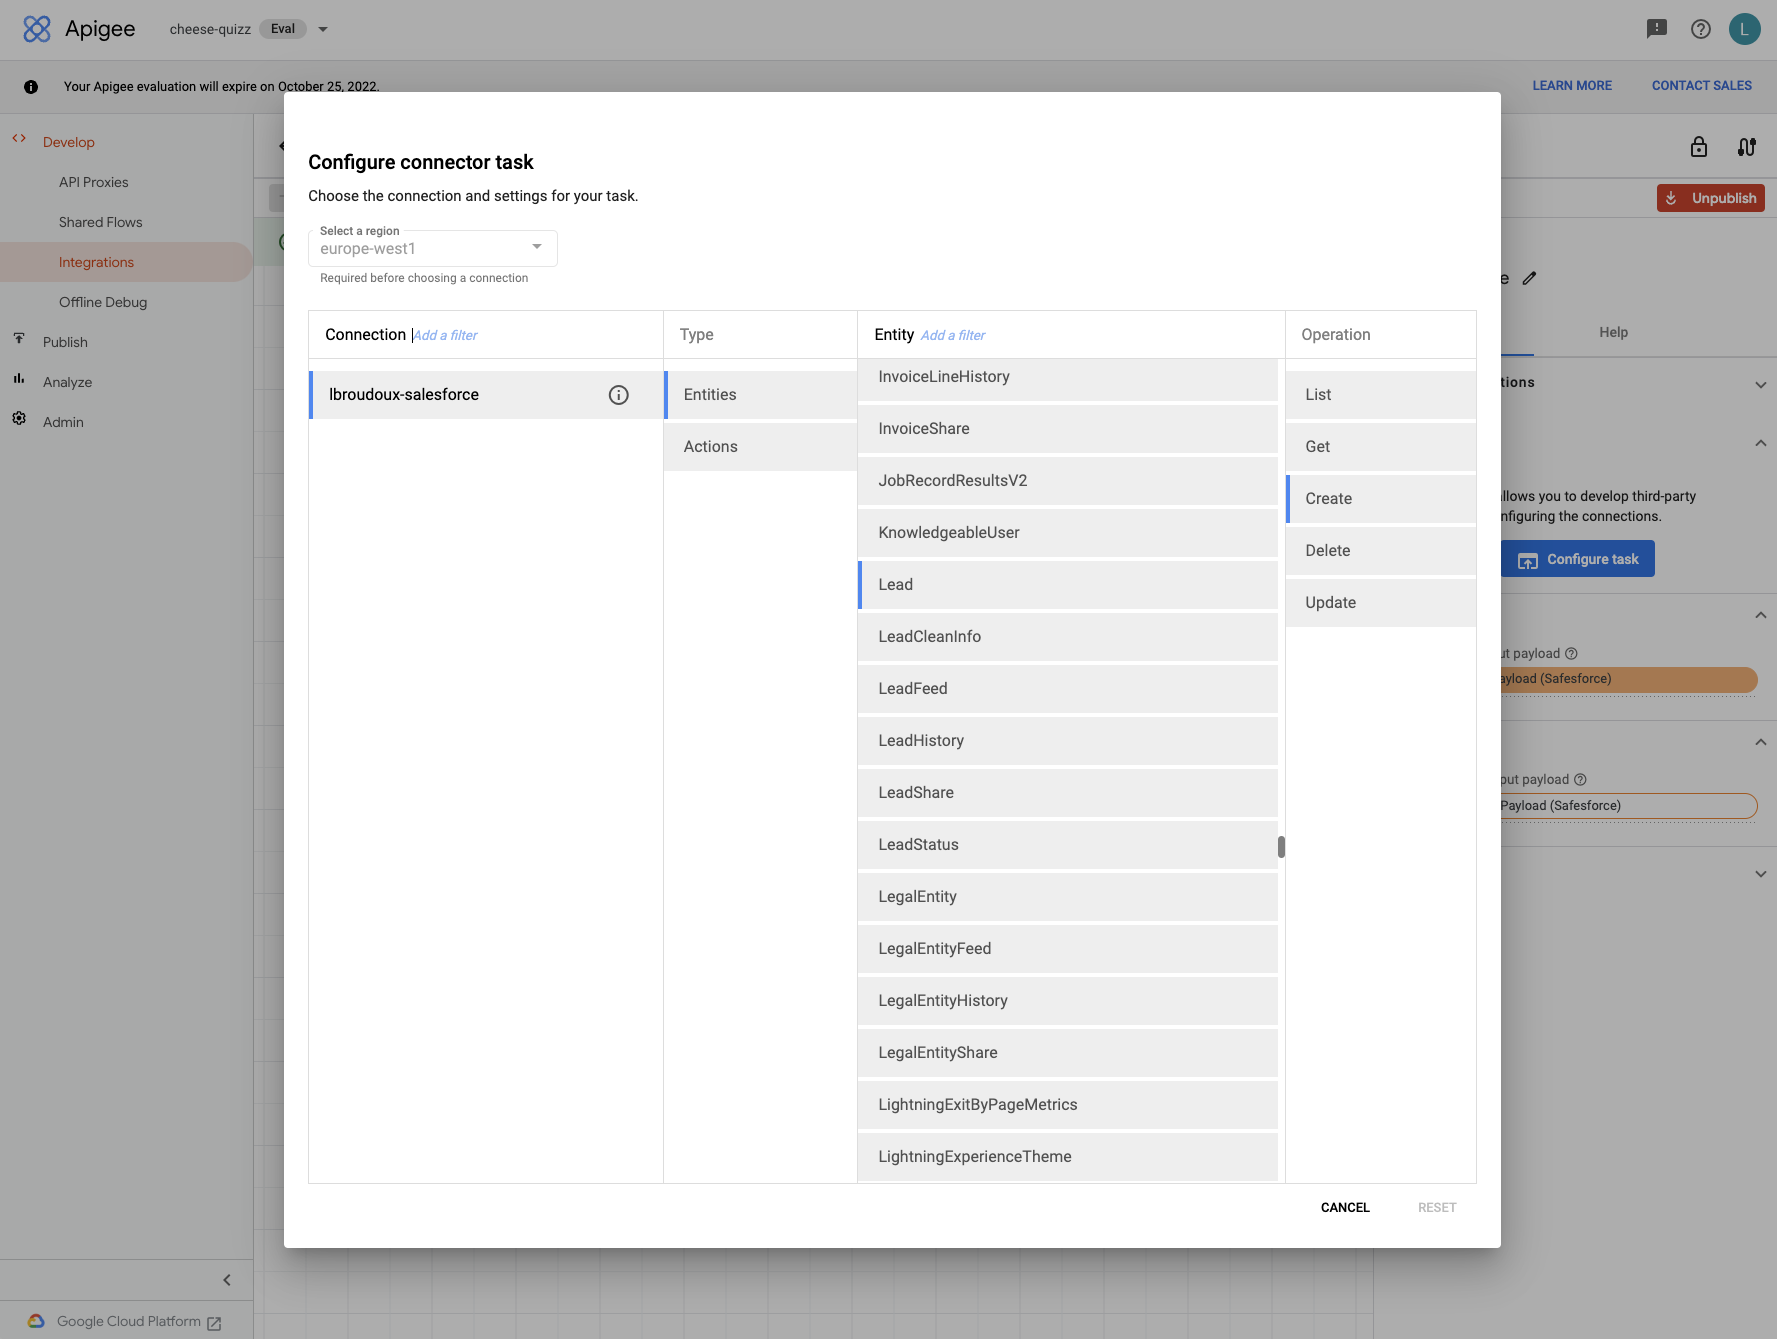 Apigee
cheese-quizz Eval
L
Your Apigee evaluation will expire on October 25, 2022.
LEARN MORE
CONTACT SALES
Develop
API Proxies
Shared Flows
Integrations
Offline Debug
Publish
Analyze
Admin
Google Cloud Platform
Configure connector task
Choose the connection and settings for your task.
Select a region
europe-west1
Required before choosing a connection
Connection Add a filter
Type
Entity Add a filter
Operation
lbroudoux-salesforce
Entities
Actions
InvoiceLineHistory
InvoiceShare
JobRecordResultsV2
KnowledgeableUser
Lead
LeadCleanInfo
LeadFeed
LeadHistory
LeadShare
LeadStatus
LegalEntity
LegalEntityFeed
LegalEntityHistory
LegalEntityShare
LightningExitByPageMetrics
LightningExperienceTheme
List
Get
Create
Delete
Update
CANCEL
RESET
Unpublish
e
Help
tions
llows you to develop third-party
nfiguring the connections.
Configure task
ut payload
ayload (Safesforce)
put payload
Payload (Safesforce)